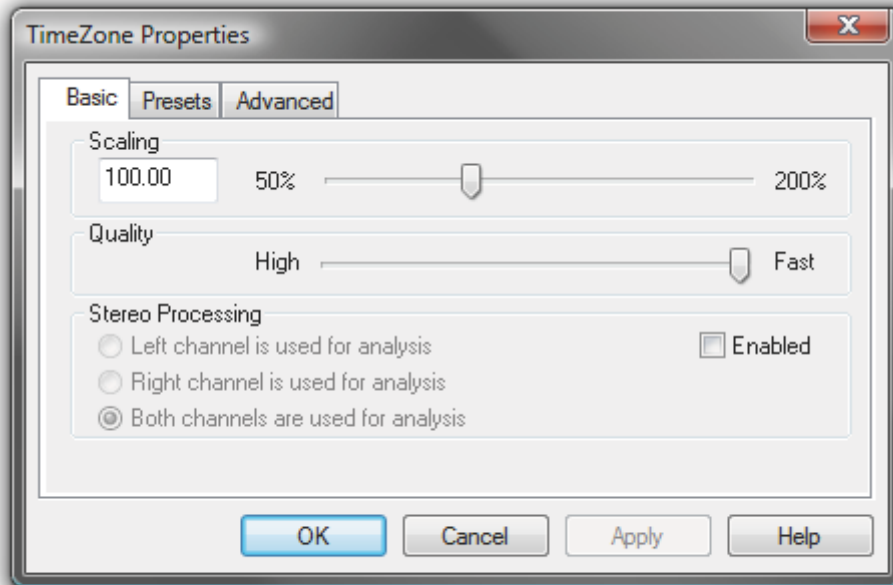 TimeZone Properties
Basic Presets Advanced
Scaling
100.00 50% 200%
Quality
High Fast
Stereo Processing
Left channel is used for analysis Enabled
Right channel is used for analysis
Both channels are used for analysis
OK Cancel Apply Help